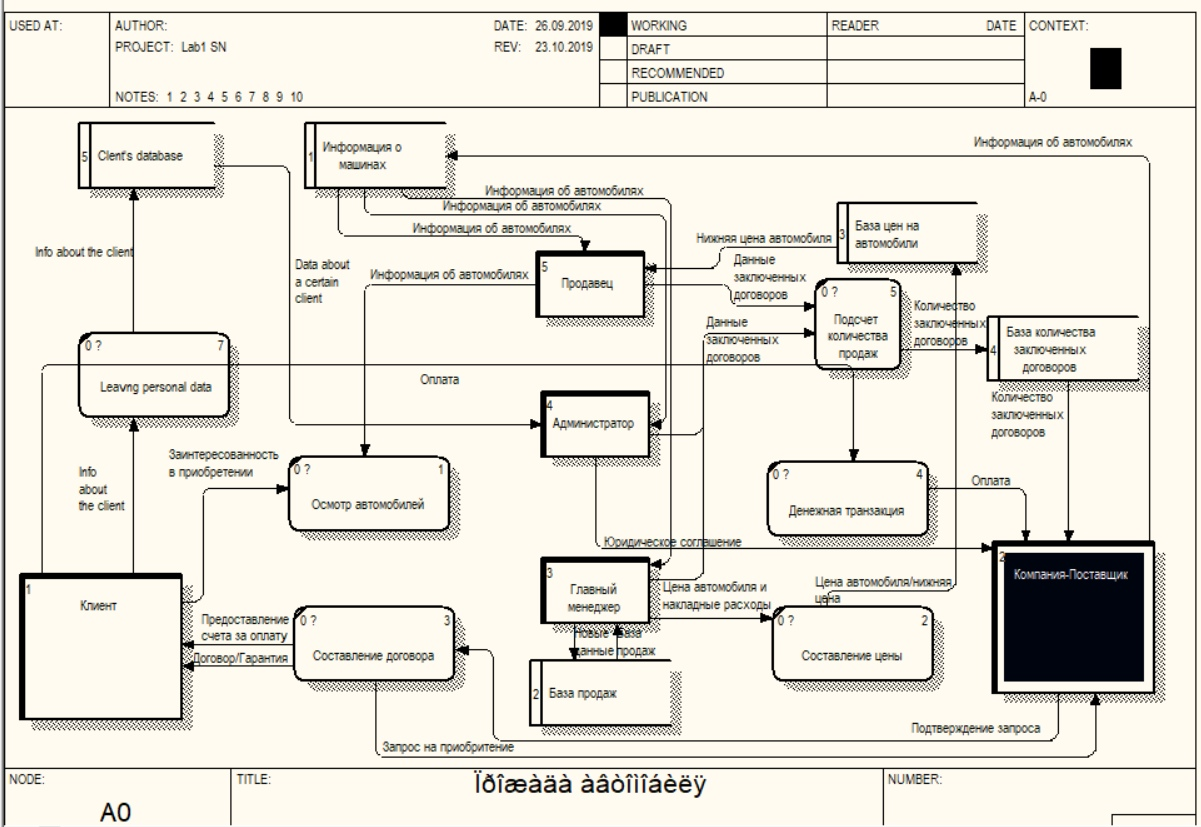 USED AT:
AUTHOR:
DATE: 26.09.2019
WORKING
READER
DATE
CONTEXT:
PROJECT: Lab1 SN
REV: 23.10.2019
DRAFT
RECOMMENDED
NOTES: 1 2 3 4 5 6 7 8 9 10
PUBLICATION
A-0
5
Client's database
1
Информация о
машинах
Информация об автомобилях
Информация об автомобилях
Информация об автомобилях
Информация об автомобилях
3
База цен на
автомобили
Нижняя цена автомобиля
Info about the client
Data about
a certain
client
Информация об автомобилях
5
Продавец
Данные
заключенных
договоров
0 ?
5
Подсчет
количества
продаж
Количество
заключенных
договоров
4
База количества
заключенных
договоров
Данные
заключенных
договоров
0 ?
7
Leavng personal data
Оплата
4
Администратор
Количество
заключенных
договоров
Info
about
the client
Заинтересованность
в приобретении
0 ?
1
Осмотр автомобилей
0 ?
4
Денежная транзакция
Оплата
Юридическое соглашение
1
Клиент
3
Главный
менеджер
Цена автомобиля и
накладные расходы
Цена автомобиля/нижняя
цена
2
Компания-Поставщик
Предоставление
счета за оплату
Договор/Гарантия
0 ?
3
Составление договора
Новые База
данные продаж
0 ?
2
Составление цены
2
База продаж
Подтверждение запроса
Запрос на приобритение
NODE:
TITLE:
Ïðîæàäà àâòîìîáèëÿ
NUMBER:
A0